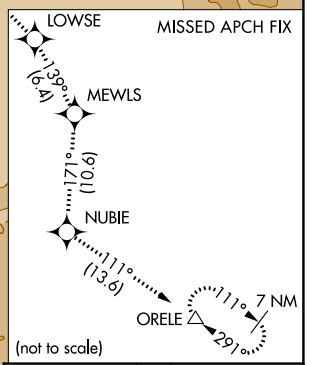 LOWSE
MISSED APCH FIX
139°
(6.4)
MEWLS
171°
(10.6)
NUBIE
111°
(13.6)
111°
7 NM
ORELE
291°
(not to scale)